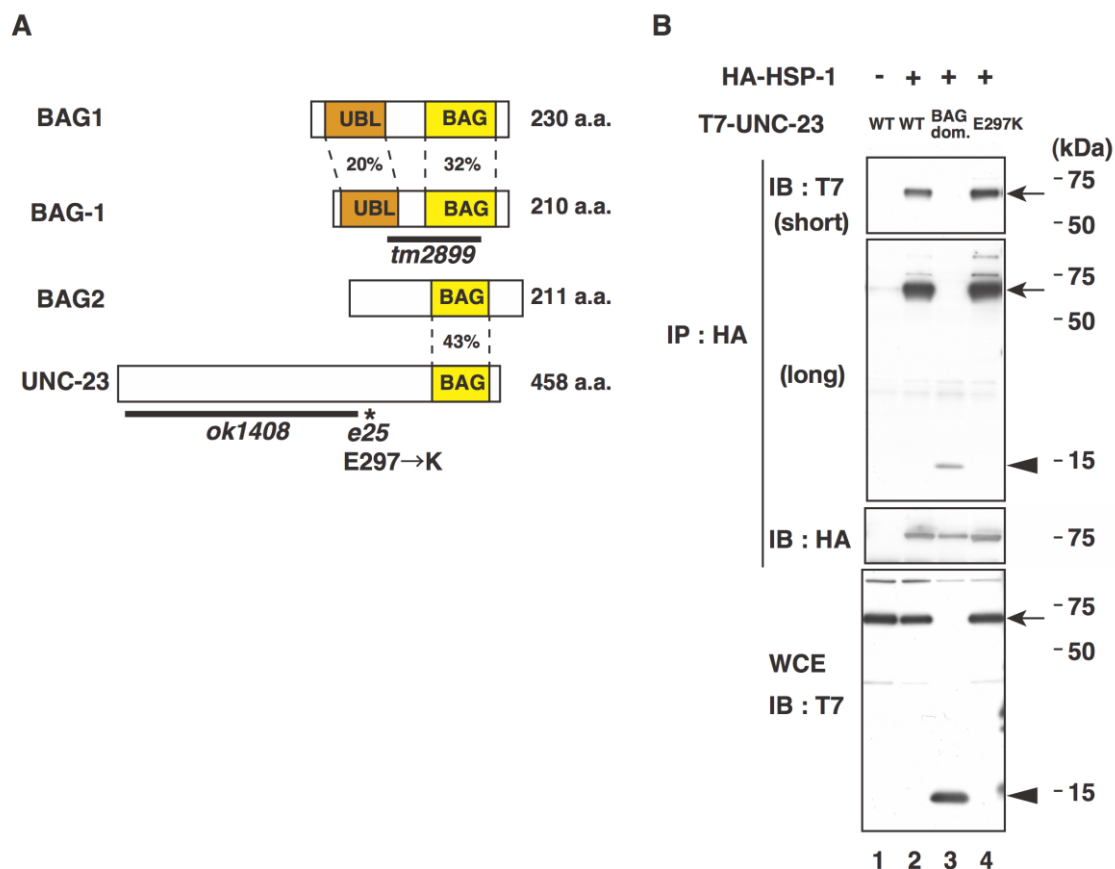 A
BAG1 UBL BAG 230 a.a.
20% 32%
BAG-1 UBL BAG 210 a.a.
tm2899
BAG2 BAG 211 a.a.
43%
UNC-23 BAG 458 a.a.
*
ok1408 e25
E297→K
B
HA-HSP-1 - + + +
T7-UNC-23 WT WT BAG dom. E297K
(kDa)
IP : HA
IB : T7
(short)
75
50
(long)
75
50
15
IB : HA
75
WCE
IB : T7
75
50
15
1 2 3 4